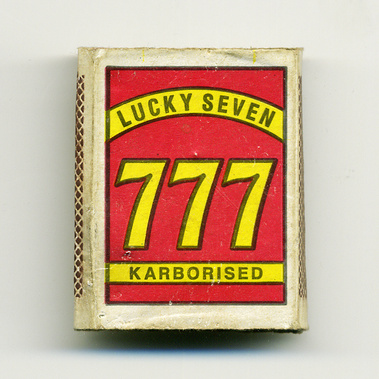 LUCKY SEVEN
777
KARBORISED